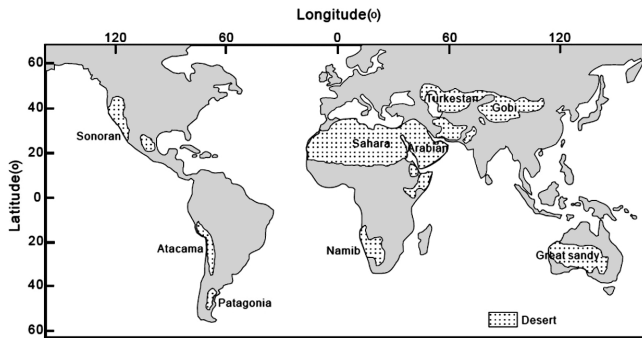 Longitude(o)
120 60 0 60 120
60
40
20
0
20
40
60
Latitude(o)
Turkestan
Gobi
Sonoran
Sahara
Arabian
Atacama
Namib
Great sandy
Patagonia
Desert